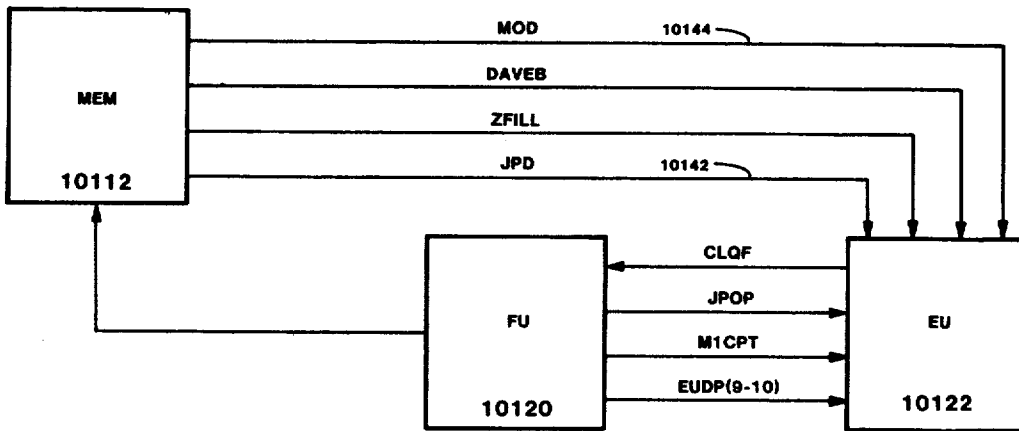 MOD
10144
DAVEB
MEM
ZFILL
JPD
10142
10112
CLQF
JPOP
FU
EU
M1CPT
EUDP(9-10)
10120
10122